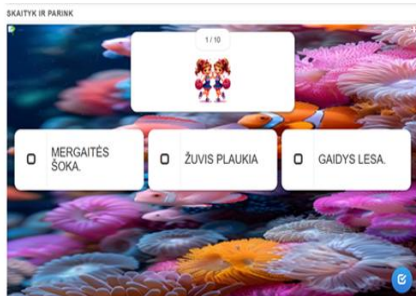 SKAITYK IR PARINK
1 / 10
MERGAITĖS
ŠOKA.
ŽUVIS PLAUKIA
GAIDYS LESA.